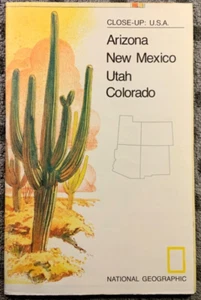 CLOSE-UP: U.S.A.
Arizona
New Mexico
Utah
Colorado
NATIONAL GEOGRAPHIC